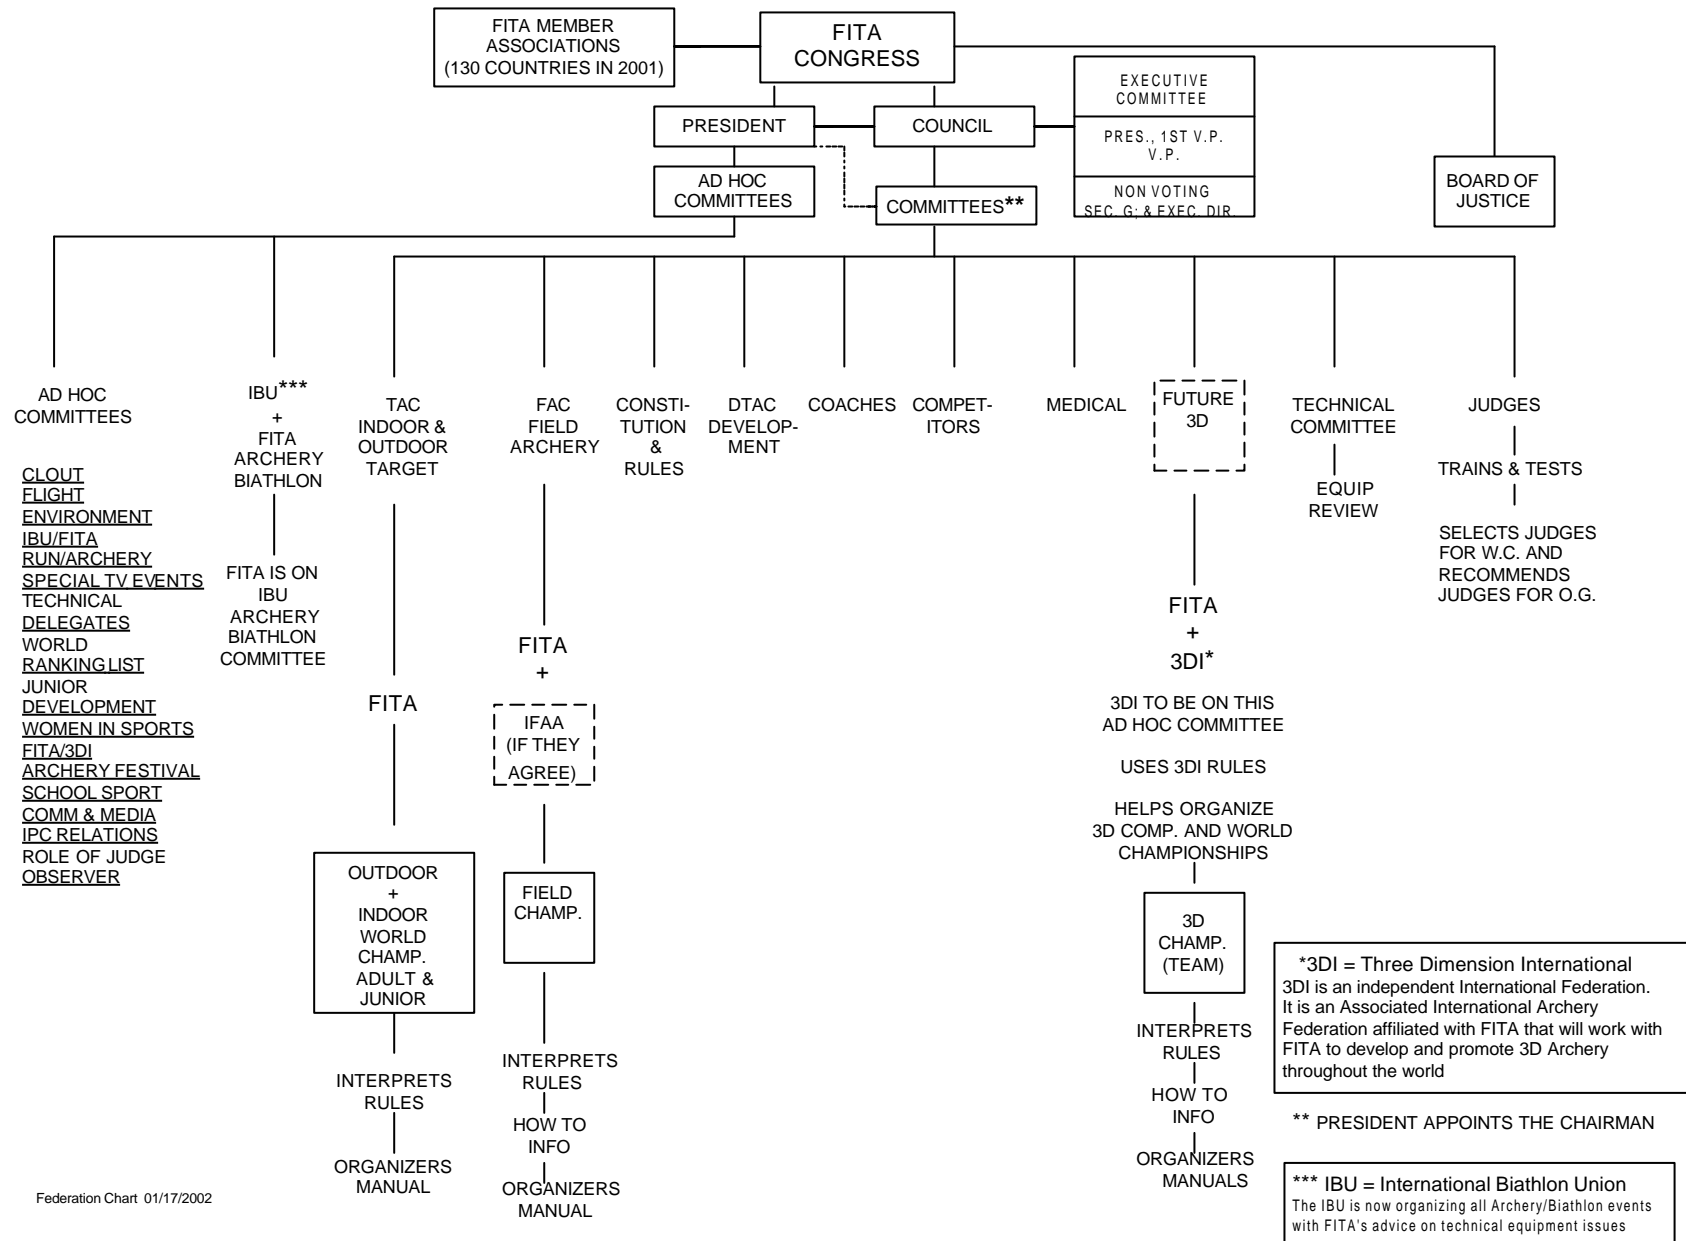 FITA MEMBER
ASSOCIATIONS
(130 COUNTRIES IN 2001)
FITA
CONGRESS
EXECUTIVE
COMMITTEE
PRES., 1ST V.P.
V.P.
NON VOTING
SEC. G; & EXEC. DIR.
PRESIDENT
COUNCIL
AD HOC
COMMITTEES
COMMITTEES**
BOARD OF
JUSTICE
AD HOC
COMMITTEES
CLOUT
FLIGHT
ENVIRONMENT
IBU/FITA
RUN/ARCHERY
SPECIAL TV EVENTS
TECHNICAL
DELEGATES
WORLD
RANKING LIST
JUNIOR
DEVELOPMENT
WOMEN IN SPORTS
FITA/3DI
ARCHERY FESTIVAL
SCHOOL SPORT
COMM & MEDIA
IPC RELATIONS
ROLE OF JUDGE
OBSERVER
IBU***
+
FITA
ARCHERY
BIATHLON
FITA IS ON
IBU
ARCHERY
BIATHLON
COMMITTEE
TAC
INDOOR &
OUTDOOR
TARGET
FITA
OUTDOOR
+
INDOOR
WORLD
CHAMP.
ADULT &
JUNIOR
INTERPRETS
RULES
ORGANIZERS
MANUAL
FAC
FIELD
ARCHERY
FITA
+
IFAA
(IF THEY
AGREE)
FIELD
CHAMP.
INTERPRETS
RULES
HOW TO
INFO
ORGANIZERS
MANUAL
CONSTI-
TUTION
&
RULES
DTAC
DEVELOP-
MENT
COACHES
COMPET-
ITORS
MEDICAL
FUTURE
3D
FITA
+
3DI*
3DI TO BE ON THIS
AD HOC COMMITTEE
USES 3DI RULES
HELPS ORGANIZE
3D COMP. AND WORLD
CHAMPIONSHIPS
3D
CHAMP.
(TEAM)
INTERPRETS
RULES
HOW TO
INFO
ORGANIZERS
MANUALS
TECHNICAL
COMMITTEE
EQUIP
REVIEW
JUDGES
TRAINS & TESTS
SELECTS JUDGES
FOR W.C. AND
RECOMMENDS
JUDGES FOR O.G.
*3DI = Three Dimension International
3DI is an independent International Federation.
It is an Associated International Archery
Federation affiliated with FITA that will work with
FITA to develop and promote 3D Archery
throughout the world
** PRESIDENT APPOINTS THE CHAIRMAN
*** IBU = International Biathlon Union
The IBU is now organizing all Archery/Biathlon events
with FITA's advice on technical equipment issues
Federation Chart 01/17/2002